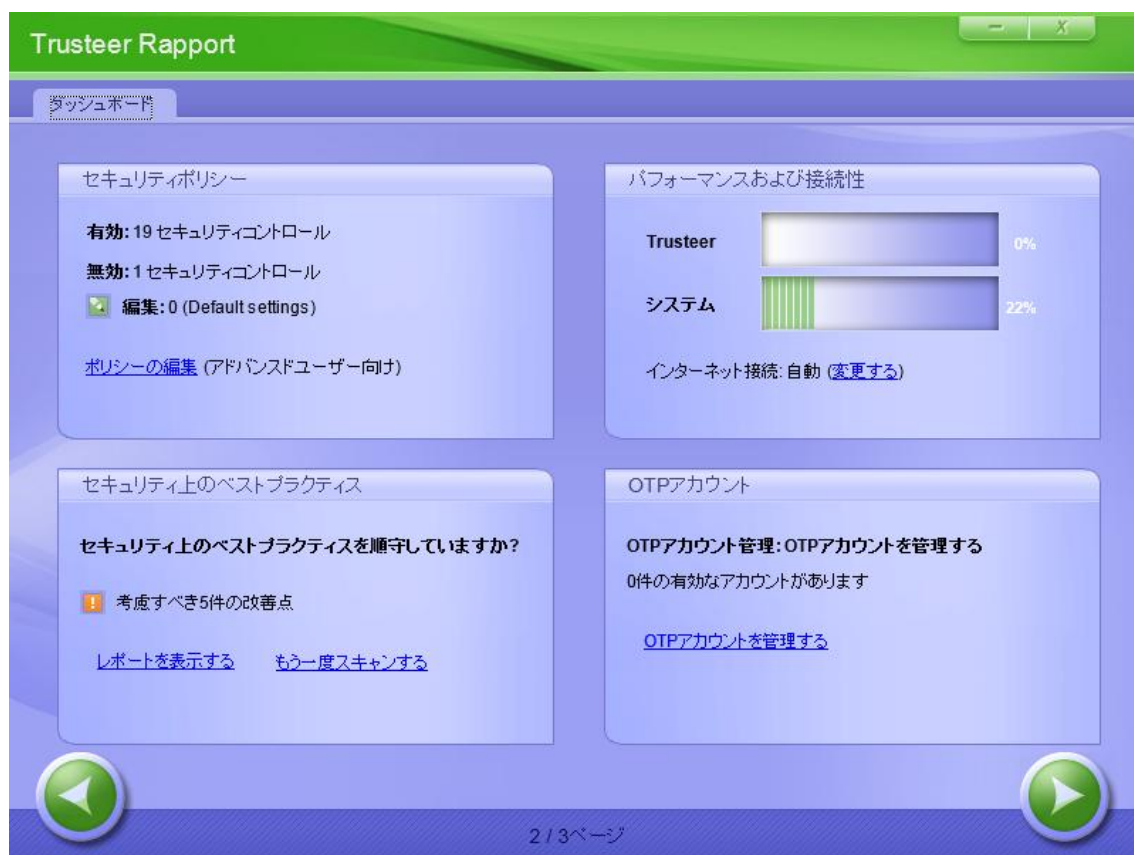 Trusteer Rapport
ダッシュボード
セキュリティポリシー
有効: 19 セキュリティコントロール
無効: 1 セキュリティコントロール
編集: 0 (Default settings)
ポリシーの編集 (アドバンスドユーザー向け)
パフォーマンスおよび接続性
Trusteer 0%
システム 22%
インターネット接続: 自動 (変更する)
セキュリティ上のベストプラクティス
セキュリティ上のベストプラクティスを順守していますか?
考慮すべき5件の改善点
レポートを表示する もう一度スキャンする
OTPアカウント
OTPアカウント管理: OTPアカウントを管理する
0件の有効なアカウントがあります
OTPアカウントを管理する
2 / 3ページ